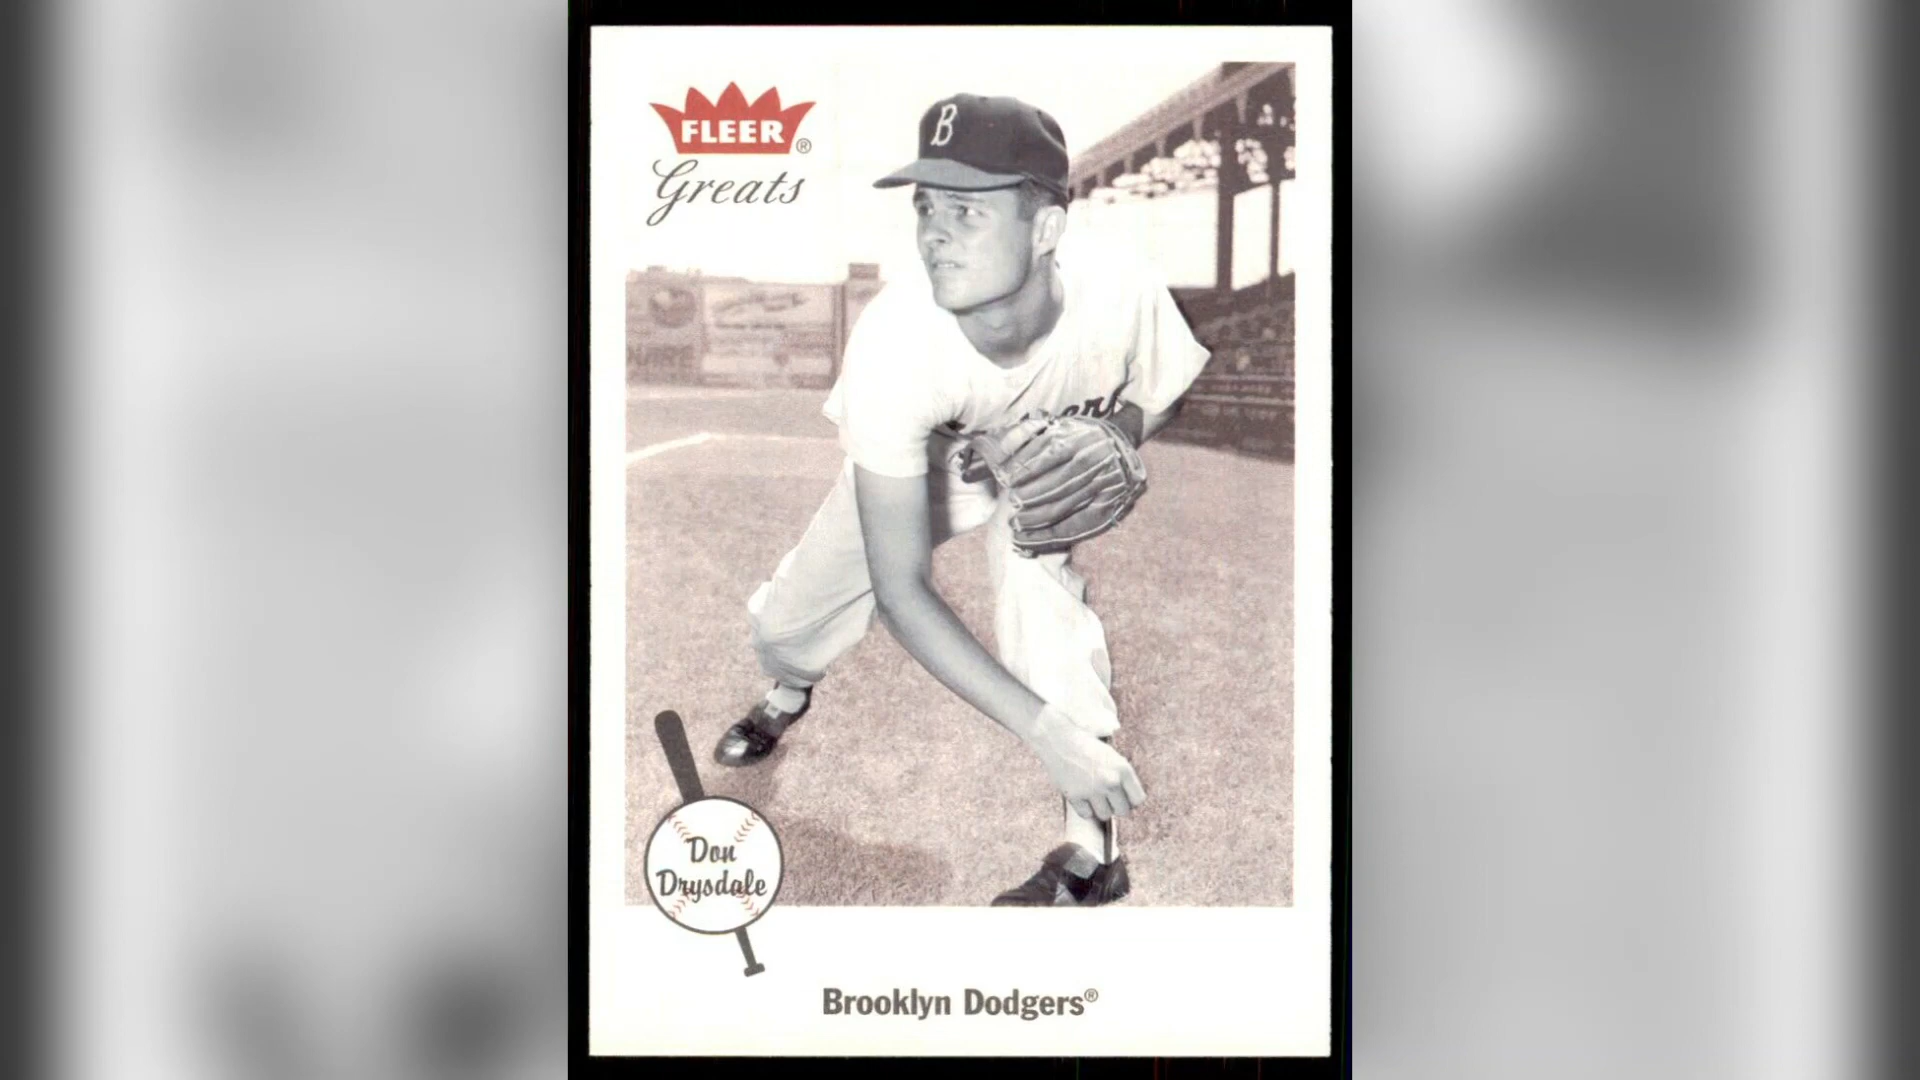 FLEER®
Greats
B
Don
Drysdale
Brooklyn Dodgers®